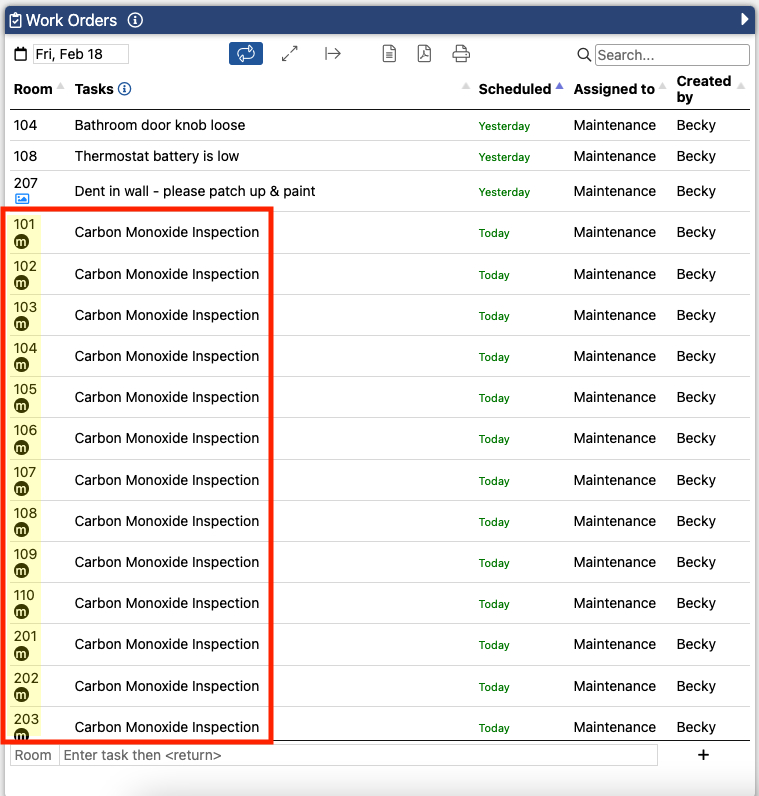 Work Orders
Fri, Feb 18 Search...
Room Tasks Scheduled Assigned to Created by
104 Bathroom door knob loose Yesterday Maintenance Becky
108 Thermostat battery is low Yesterday Maintenance Becky
207 Dent in wall - please patch up & paint Yesterday Maintenance Becky
101 m Carbon Monoxide Inspection Today Maintenance Becky
102 m Carbon Monoxide Inspection Today Maintenance Becky
103 m Carbon Monoxide Inspection Today Maintenance Becky
104 m Carbon Monoxide Inspection Today Maintenance Becky
105 m Carbon Monoxide Inspection Today Maintenance Becky
106 m Carbon Monoxide Inspection Today Maintenance Becky
107 m Carbon Monoxide Inspection Today Maintenance Becky
108 m Carbon Monoxide Inspection Today Maintenance Becky
109 m Carbon Monoxide Inspection Today Maintenance Becky
110 m Carbon Monoxide Inspection Today Maintenance Becky
201 m Carbon Monoxide Inspection Today Maintenance Becky
202 m Carbon Monoxide Inspection Today Maintenance Becky
203 m Carbon Monoxide Inspection Today Maintenance Becky
Room Enter task then <return> +